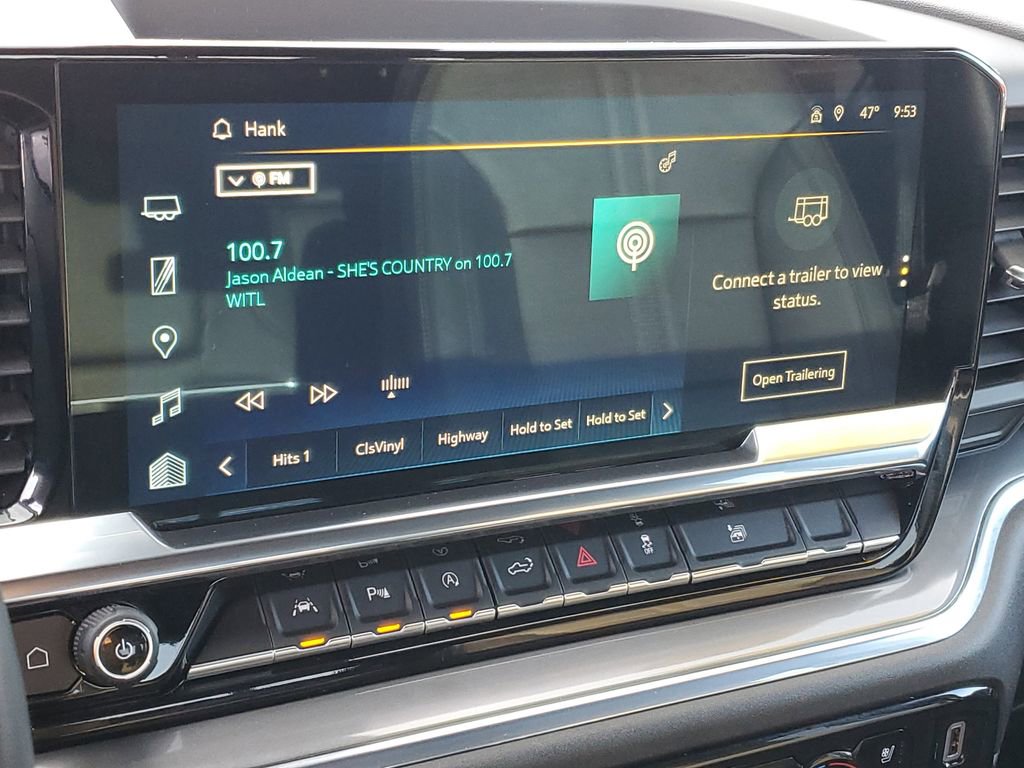 Hank
47° 9:53
FM
100.7
Jason Aldean - SHE'S COUNTRY on 100.7
WITL
Connect a trailer to view
status.
Open Trailering
Hits 1
ClsVinyl
Highway
Hold to Set
Hold to Set
P
A
OFF